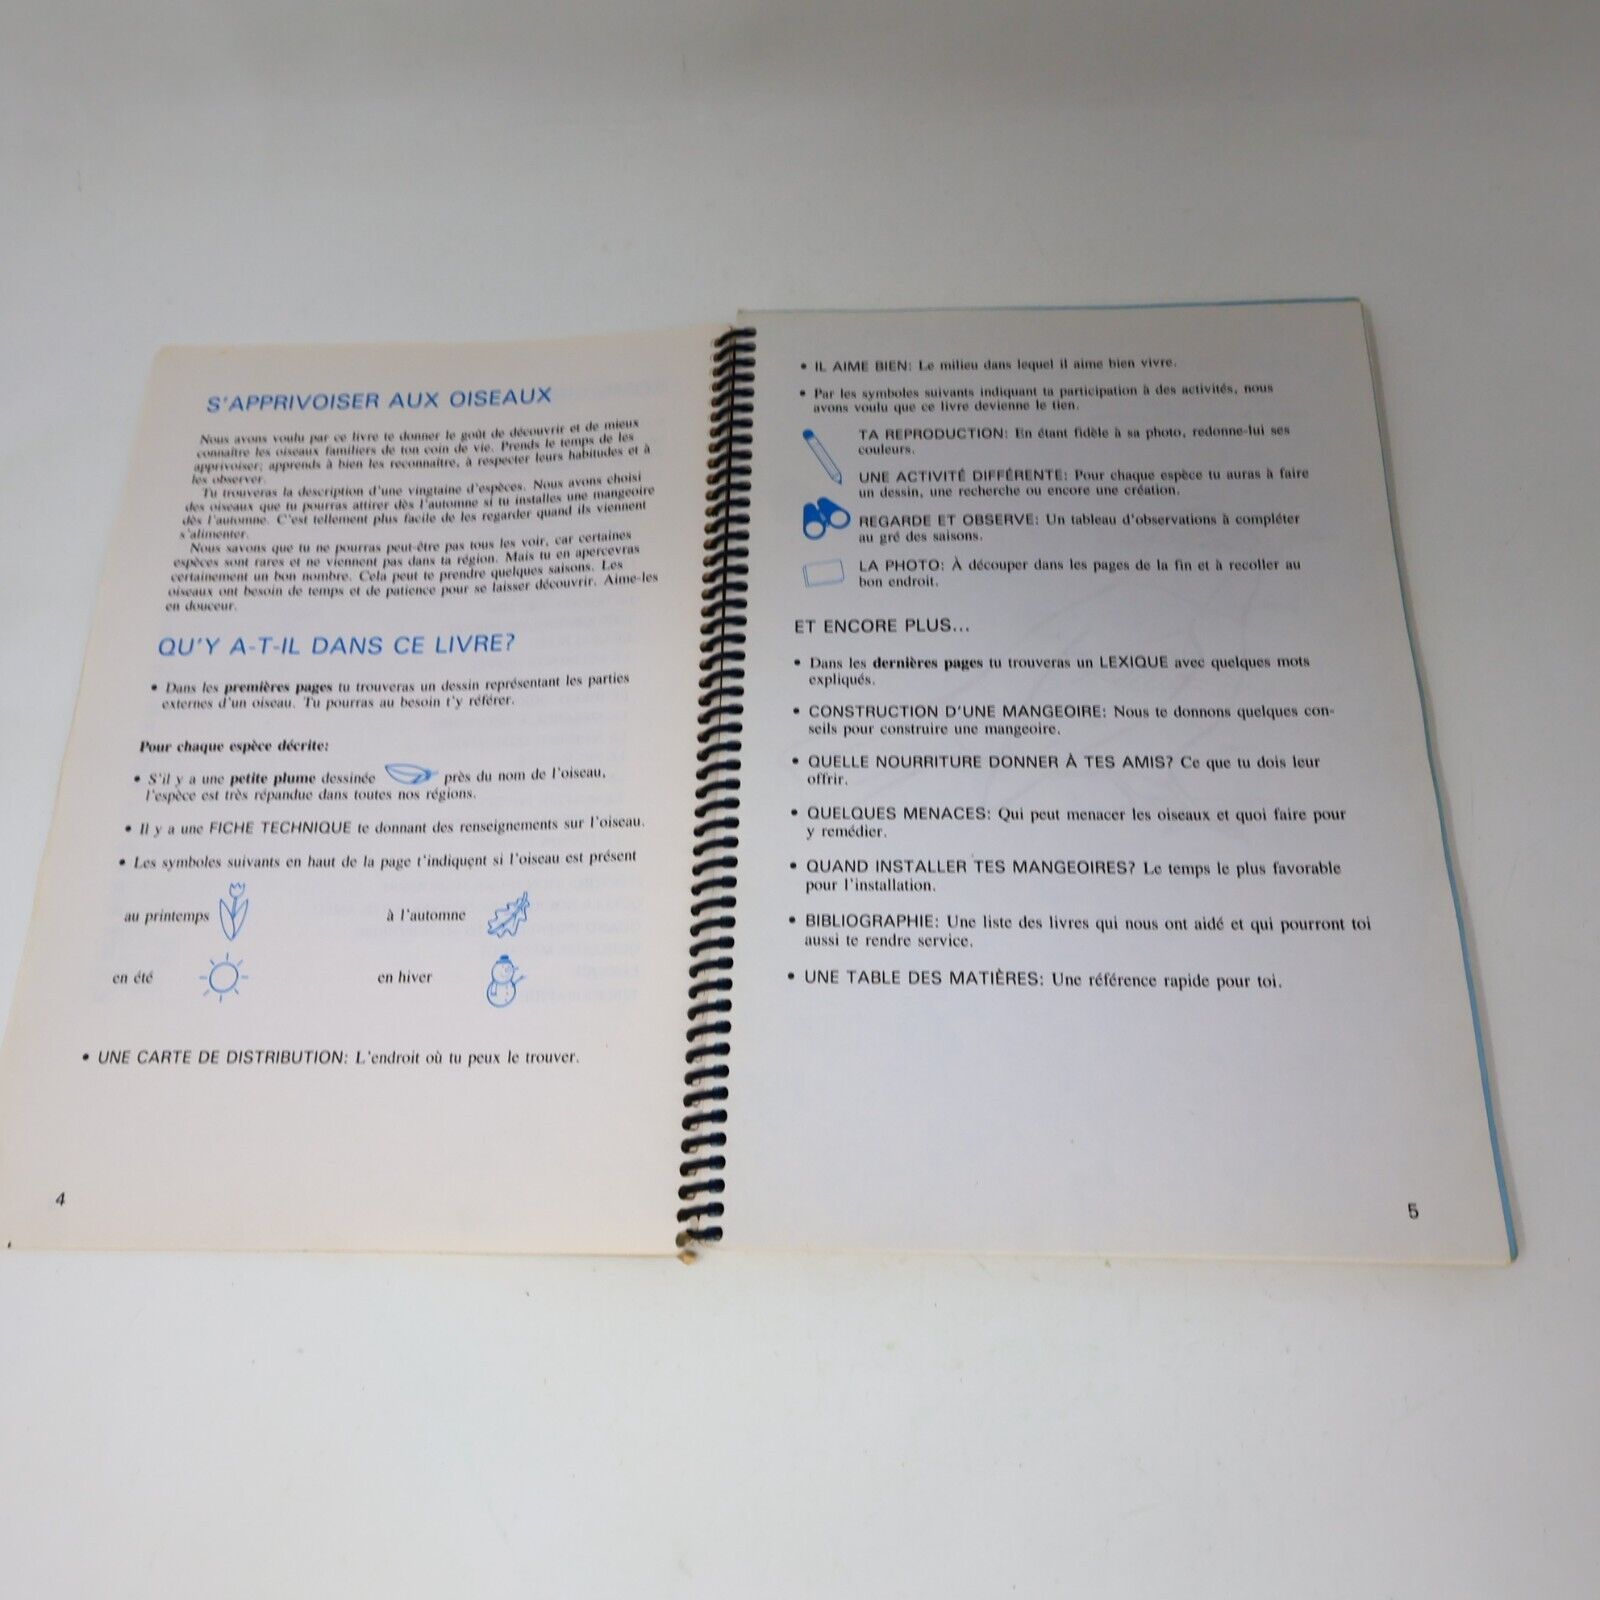 S'APPRIVOISER AUX OISEAUX
Nous avons voulu par ce livre te donner le goût de découvrir et de mieux
connaître les oiseaux familiers de ton coin de vie. Prends le temps de les
apprivoiser; apprends à bien les reconnaître, à respecter leurs habitudes et à
les observer.
Tu trouveras la description d'une vingtaine d'espèces. Nous avons choisi
des oiseaux que tu pourras attirer dès l'automne si tu installes une mangeoire
dès l'automne. C'est tellement plus facile de les regarder quand ils viennent
s'alimenter.
Nous savons que tu ne pourras peut-être pas tous les voir, car certaines
espèces sont rares et ne viennent pas dans ta région. Mais tu en apercevras
certainement un bon nombre. Cela peut te prendre quelques saisons. Les
oiseaux ont besoin de temps et de patience pour se laisser découvrir. Aime-les
en douceur.
QU'Y A-T-IL DANS CE LIVRE?
• Dans les premières pages tu trouveras un dessin représentant les parties
externes d'un oiseau. Tu pourras au besoin t'y référer.
Pour chaque espèce décrite:
• S'il y a une petite plume dessinée près du nom de l'oiseau,
l'espèce est très répandue dans toutes nos régions.
• Il y a une FICHE TECHNIQUE te donnant des renseignements sur l'oiseau.
• Les symboles suivants en haut de la page t'indiquent si l'oiseau est présent
au printemps à l'automne
en été en hiver
• UNE CARTE DE DISTRIBUTION: L'endroit où tu peux le trouver.
4
• IL AIME BIEN: Le milieu dans lequel il aime bien vivre.
• Par les symboles suivants indiquant ta participation à des activités, nous
avons voulu que ce livre devienne le tien.
TA REPRODUCTION: En étant fidèle à sa photo, redonne-lui ses
couleurs.
UNE ACTIVITÉ DIFFÉRENTE: Pour chaque espèce tu auras à faire
un dessin, une recherche ou encore une création.
REGARDE ET OBSERVE: Un tableau d'observations à compléter
au gré des saisons.
LA PHOTO: À découper dans les pages de la fin et à recoller au
bon endroit.
ET ENCORE PLUS...
• Dans les dernières pages tu trouveras un LEXIQUE avec quelques mots
expliqués.
• CONSTRUCTION D'UNE MANGEOIRE: Nous te donnons quelques con-
seils pour construire une mangeoire.
• QUELLE NOURRITURE DONNER À TES AMIS? Ce que tu dois leur
offrir.
• QUELQUES MENACES: Qui peut menacer les oiseaux et quoi faire pour
y remédier.
• QUAND INSTALLER TES MANGEOIRES? Le temps le plus favorable
pour l'installation.
• BIBLIOGRAPHIE: Une liste des livres qui nous ont aidé et qui pourront toi
aussi te rendre service.
• UNE TABLE DES MATIÈRES: Une référence rapide pour toi.
5